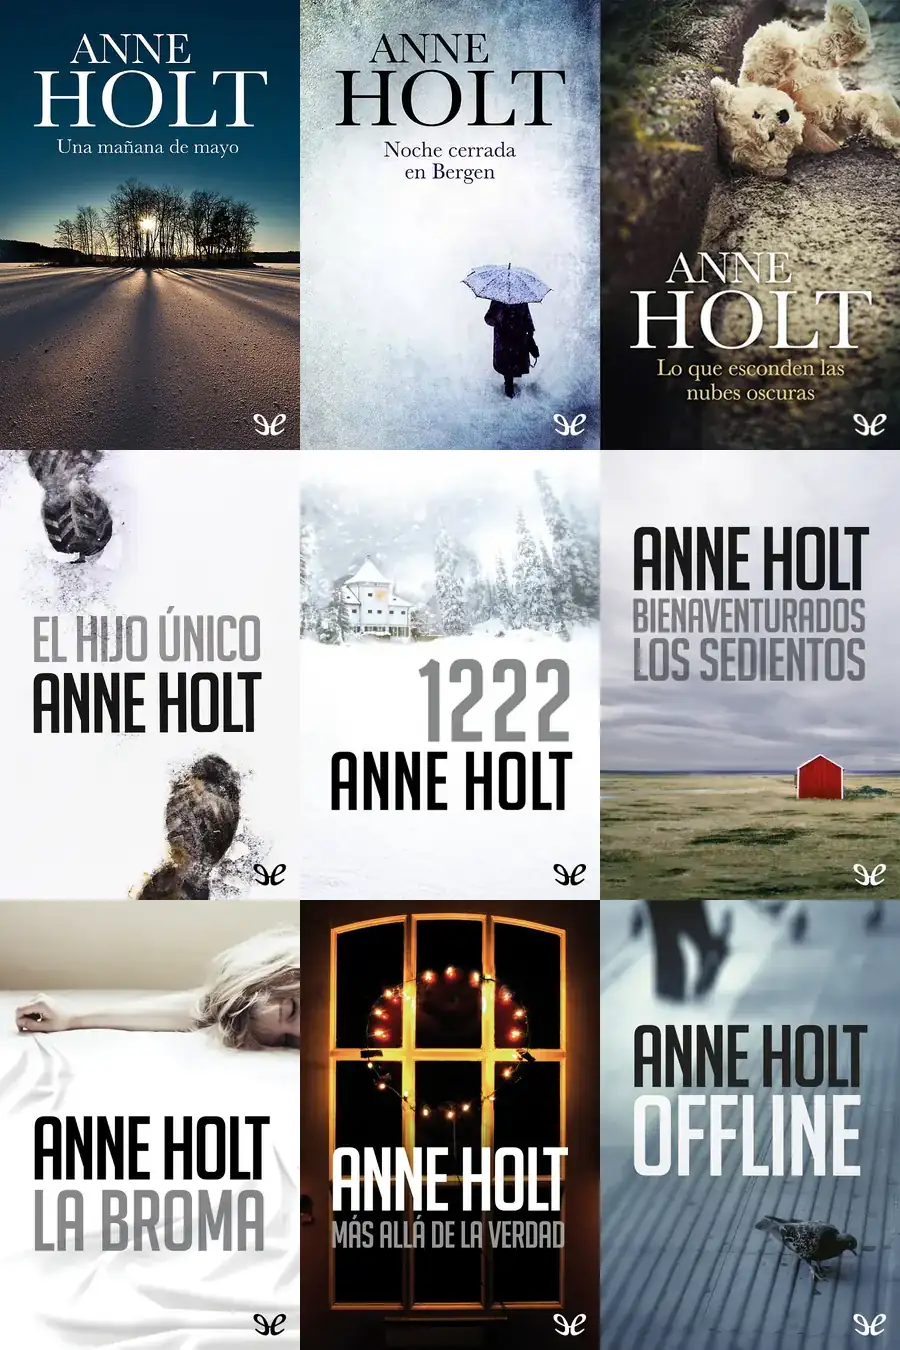 ANNE
HOLT
Una mañana de mayo
ANNE
HOLT
Noche cerrada
en Bergen
ANNE
HOLT
Lo que esconden las
nubes oscuras
EL HIJO ÚNICO
ANNE HOLT
1222
ANNE HOLT
ANNE HOLT
BIENAVENTURADOS
LOS SEDIENTOS
ANNE HOLT
LA BROMA
ANNE HOLT
MÁS ALLÁ DE LA VERDAD
ANNE HOLT
OFFLINE